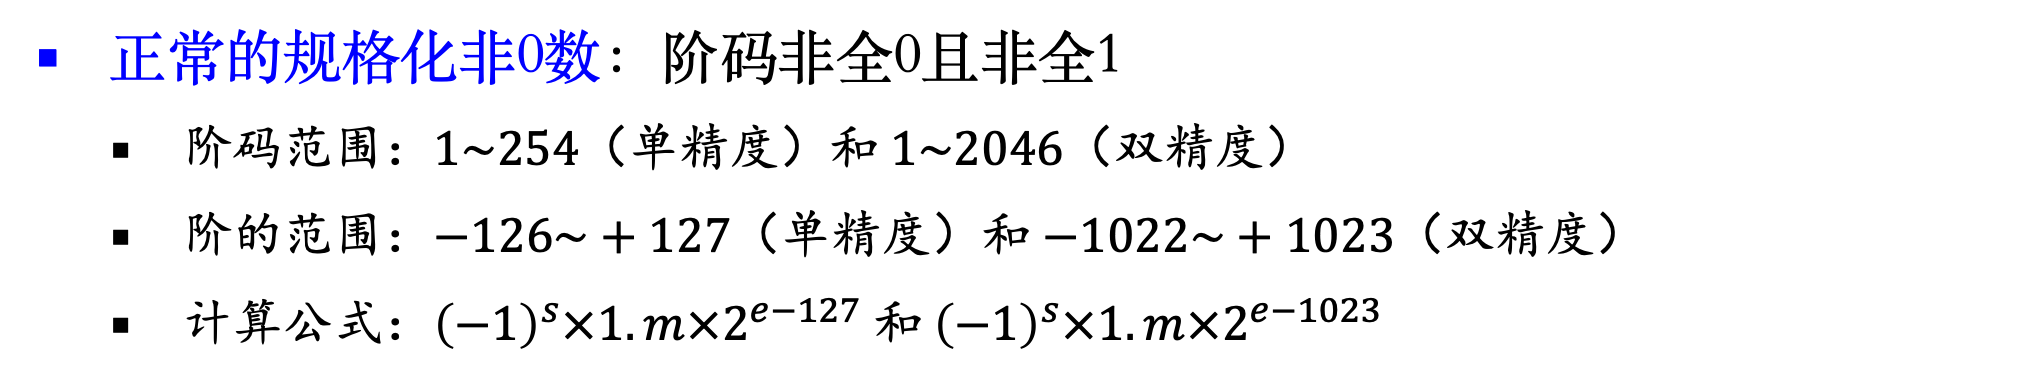 ▪ 正常的规格化非0数：阶码非全0且非全1
▪ 阶码范围：1~254（单精度）和 1~2046（双精度）
▪ 阶的范围：−126~ + 127（单精度）和 −1022~ + 1023（双精度）
▪ 计算公式：(−1)^s×1.m×2^{e−127} 和 (−1)^s×1.m×2^{e−1023}